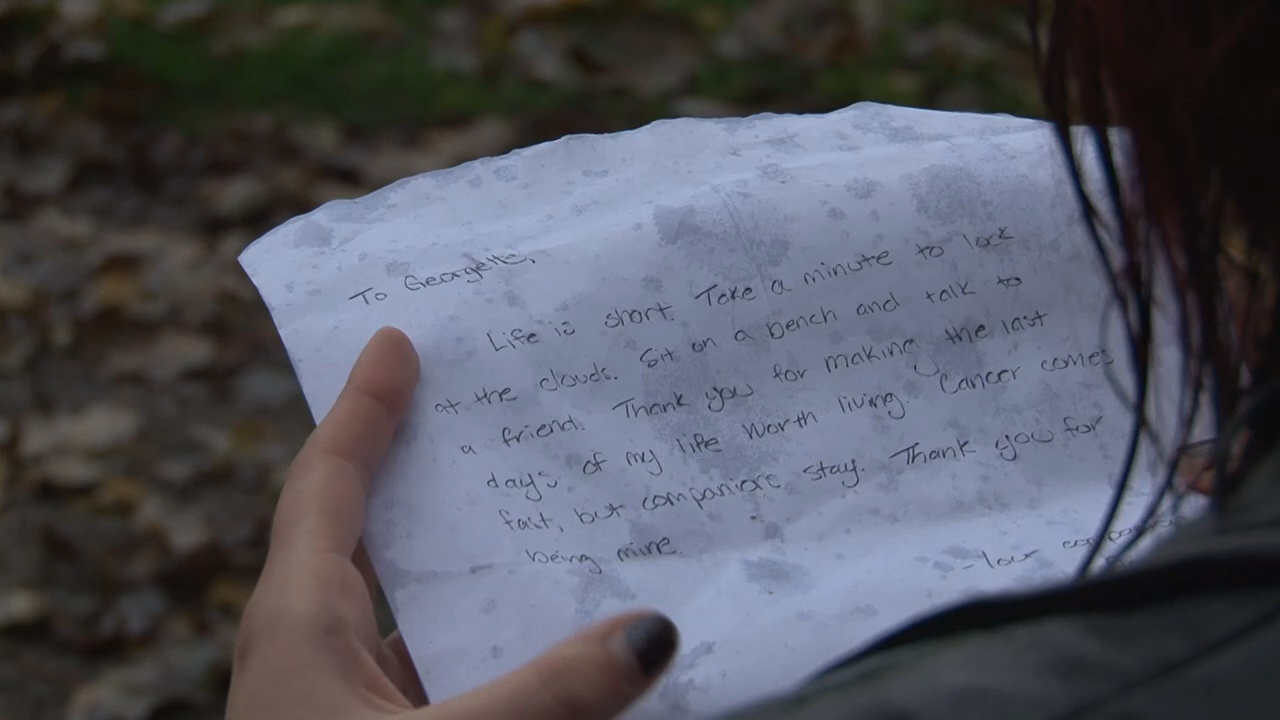 To Georgette,
Life is short. Take a minute to look
at the clouds. Sit on a bench and talk to
a friend. Thank you for making the last
days of my life worth living. Cancer comes
fast, but companions stay. Thank you for
being mine.
-Your